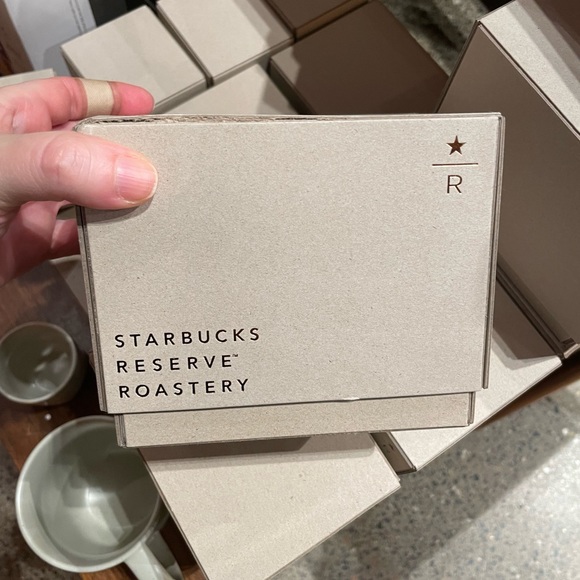 ★
R
STARBUCKS
RESERVE™
ROASTERY